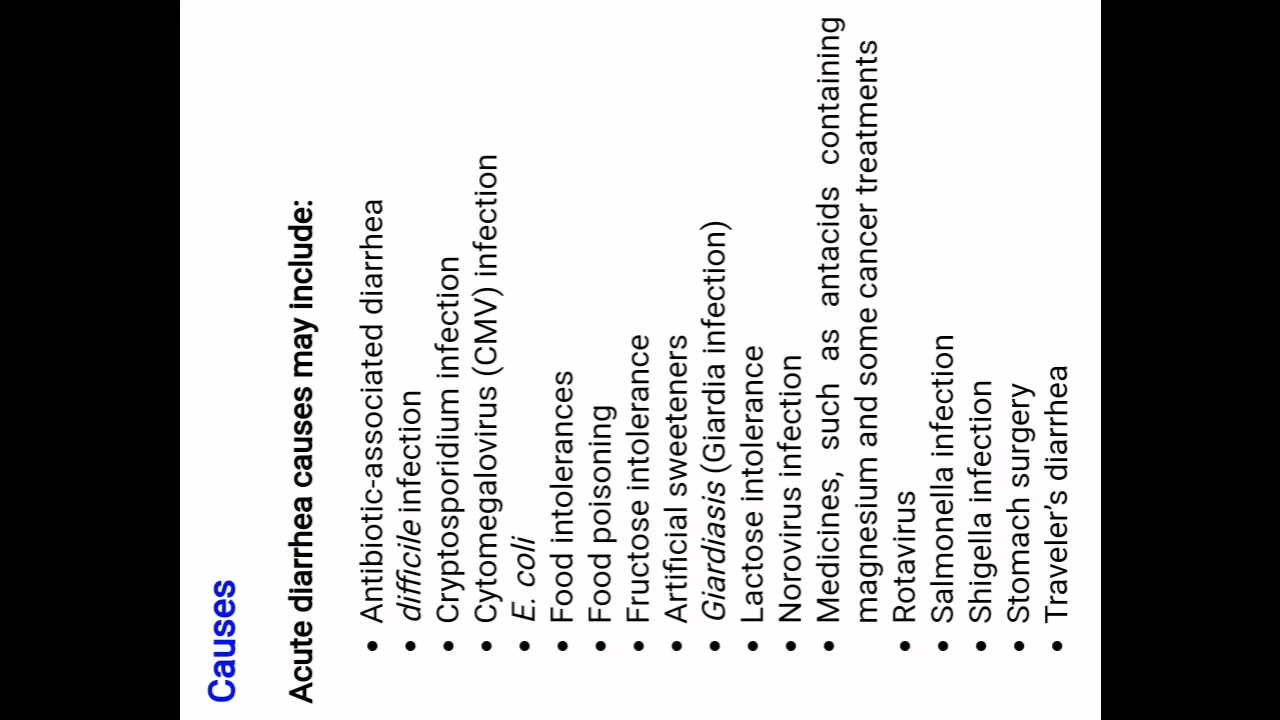 Causes
Acute diarrhea causes may include:
• Antibiotic-associated diarrhea
• difficile infection
• Cryptosporidium infection
• Cytomegalovirus (CMV) infection
• E. coli
• Food intolerances
• Food poisoning
• Fructose intolerance
• Artificial sweeteners
• Giardiasis (Giardia infection)
• Lactose intolerance
• Norovirus infection
• Medicines, such as antacids containing
magnesium and some cancer treatments
• Rotavirus
• Salmonella infection
• Shigella infection
• Stomach surgery
• Traveler's diarrhea